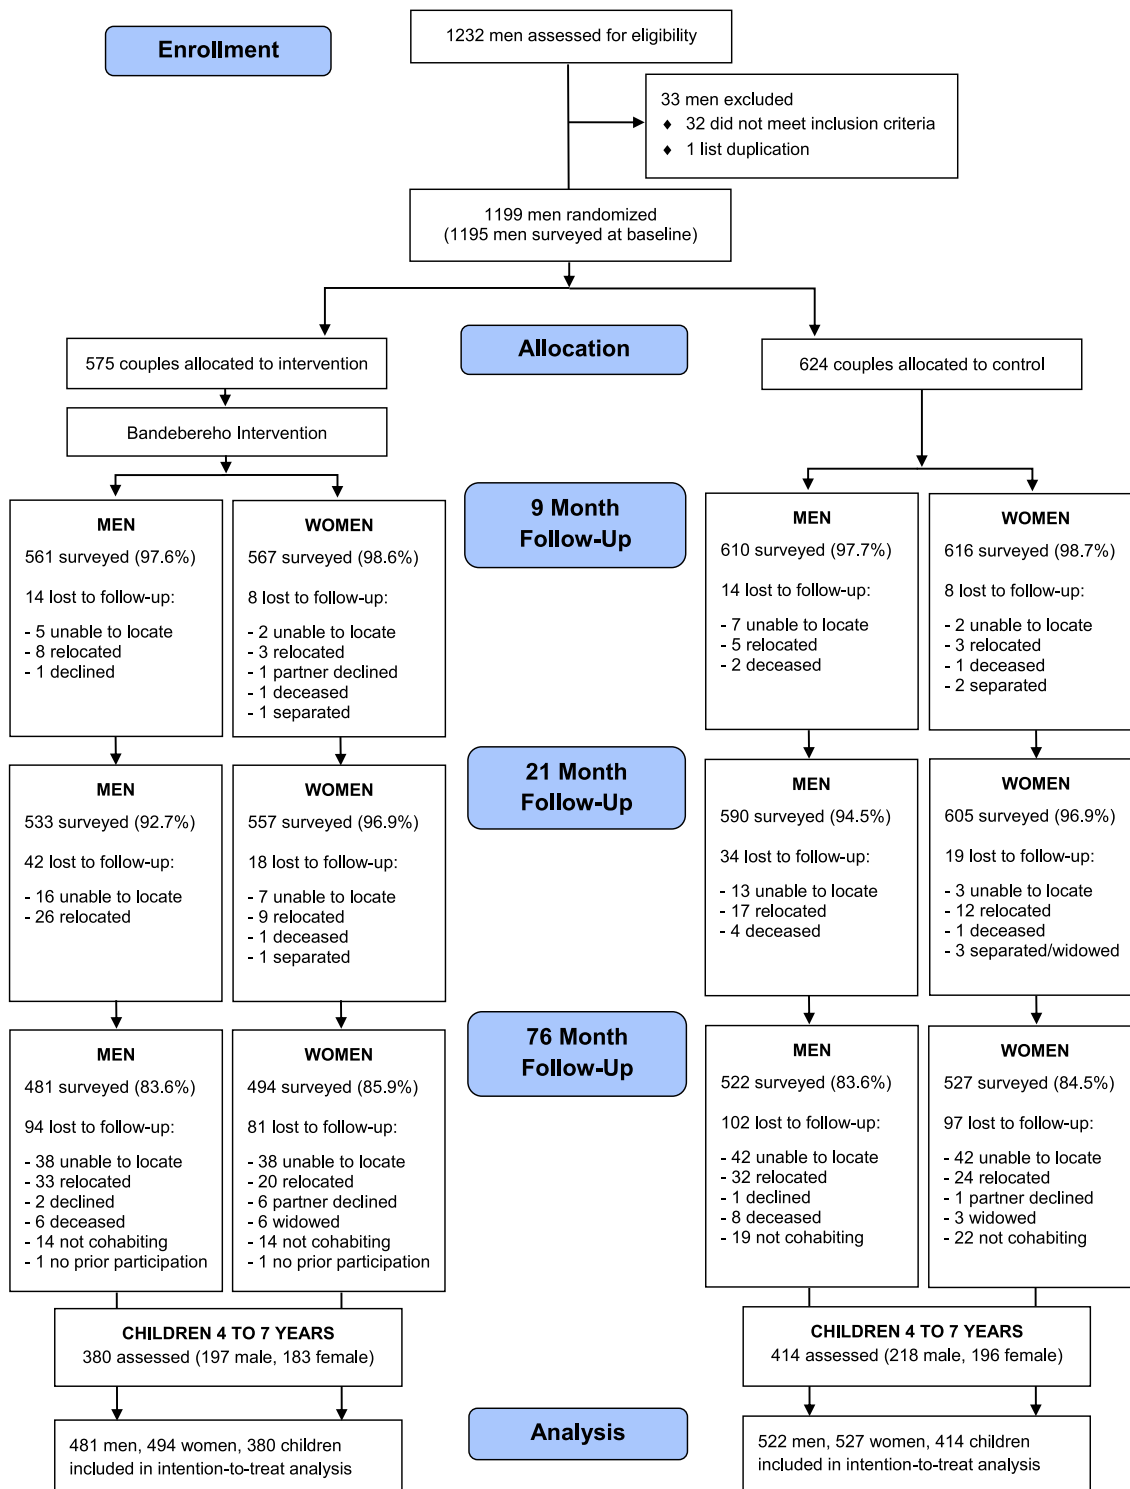 Enrollment
1232 men assessed for eligibility
33 men excluded
♦ 32 did not meet inclusion criteria
♦ 1 list duplication
1199 men randomized
(1195 men surveyed at baseline)
Allocation
575 couples allocated to intervention
624 couples allocated to control
Bandebereho Intervention
9 Month
Follow-Up
MEN
561 surveyed (97.6%)
14 lost to follow-up:
- 5 unable to locate
- 8 relocated
- 1 declined
WOMEN
567 surveyed (98.6%)
8 lost to follow-up:
- 2 unable to locate
- 3 relocated
- 1 partner declined
- 1 deceased
- 1 separated
MEN
610 surveyed (97.7%)
14 lost to follow-up:
- 7 unable to locate
- 5 relocated
- 2 deceased
WOMEN
616 surveyed (98.7%)
8 lost to follow-up:
- 2 unable to locate
- 3 relocated
- 1 deceased
- 2 separated
21 Month
Follow-Up
MEN
533 surveyed (92.7%)
42 lost to follow-up:
- 16 unable to locate
- 26 relocated
WOMEN
557 surveyed (96.9%)
18 lost to follow-up:
- 7 unable to locate
- 9 relocated
- 1 deceased
- 1 separated
MEN
590 surveyed (94.5%)
34 lost to follow-up:
- 13 unable to locate
- 17 relocated
- 4 deceased
WOMEN
605 surveyed (96.9%)
19 lost to follow-up:
- 3 unable to locate
- 12 relocated
- 1 deceased
- 3 separated/widowed
76 Month
Follow-Up
MEN
481 surveyed (83.6%)
94 lost to follow-up:
- 38 unable to locate
- 33 relocated
- 2 declined
- 6 deceased
- 14 not cohabiting
- 1 no prior participation
WOMEN
494 surveyed (85.9%)
81 lost to follow-up:
- 38 unable to locate
- 20 relocated
- 6 partner declined
- 6 widowed
- 14 not cohabiting
- 1 no prior participation
MEN
522 surveyed (83.6%)
102 lost to follow-up:
- 42 unable to locate
- 32 relocated
- 1 declined
- 8 deceased
- 19 not cohabiting
WOMEN
527 surveyed (84.5%)
97 lost to follow-up:
- 42 unable to locate
- 24 relocated
- 1 partner declined
- 3 widowed
- 22 not cohabiting
CHILDREN 4 TO 7 YEARS
380 assessed (197 male, 183 female)
CHILDREN 4 TO 7 YEARS
414 assessed (218 male, 196 female)
Analysis
481 men, 494 women, 380 children
included in intention-to-treat analysis
522 men, 527 women, 414 children
included in intention-to-treat analysis